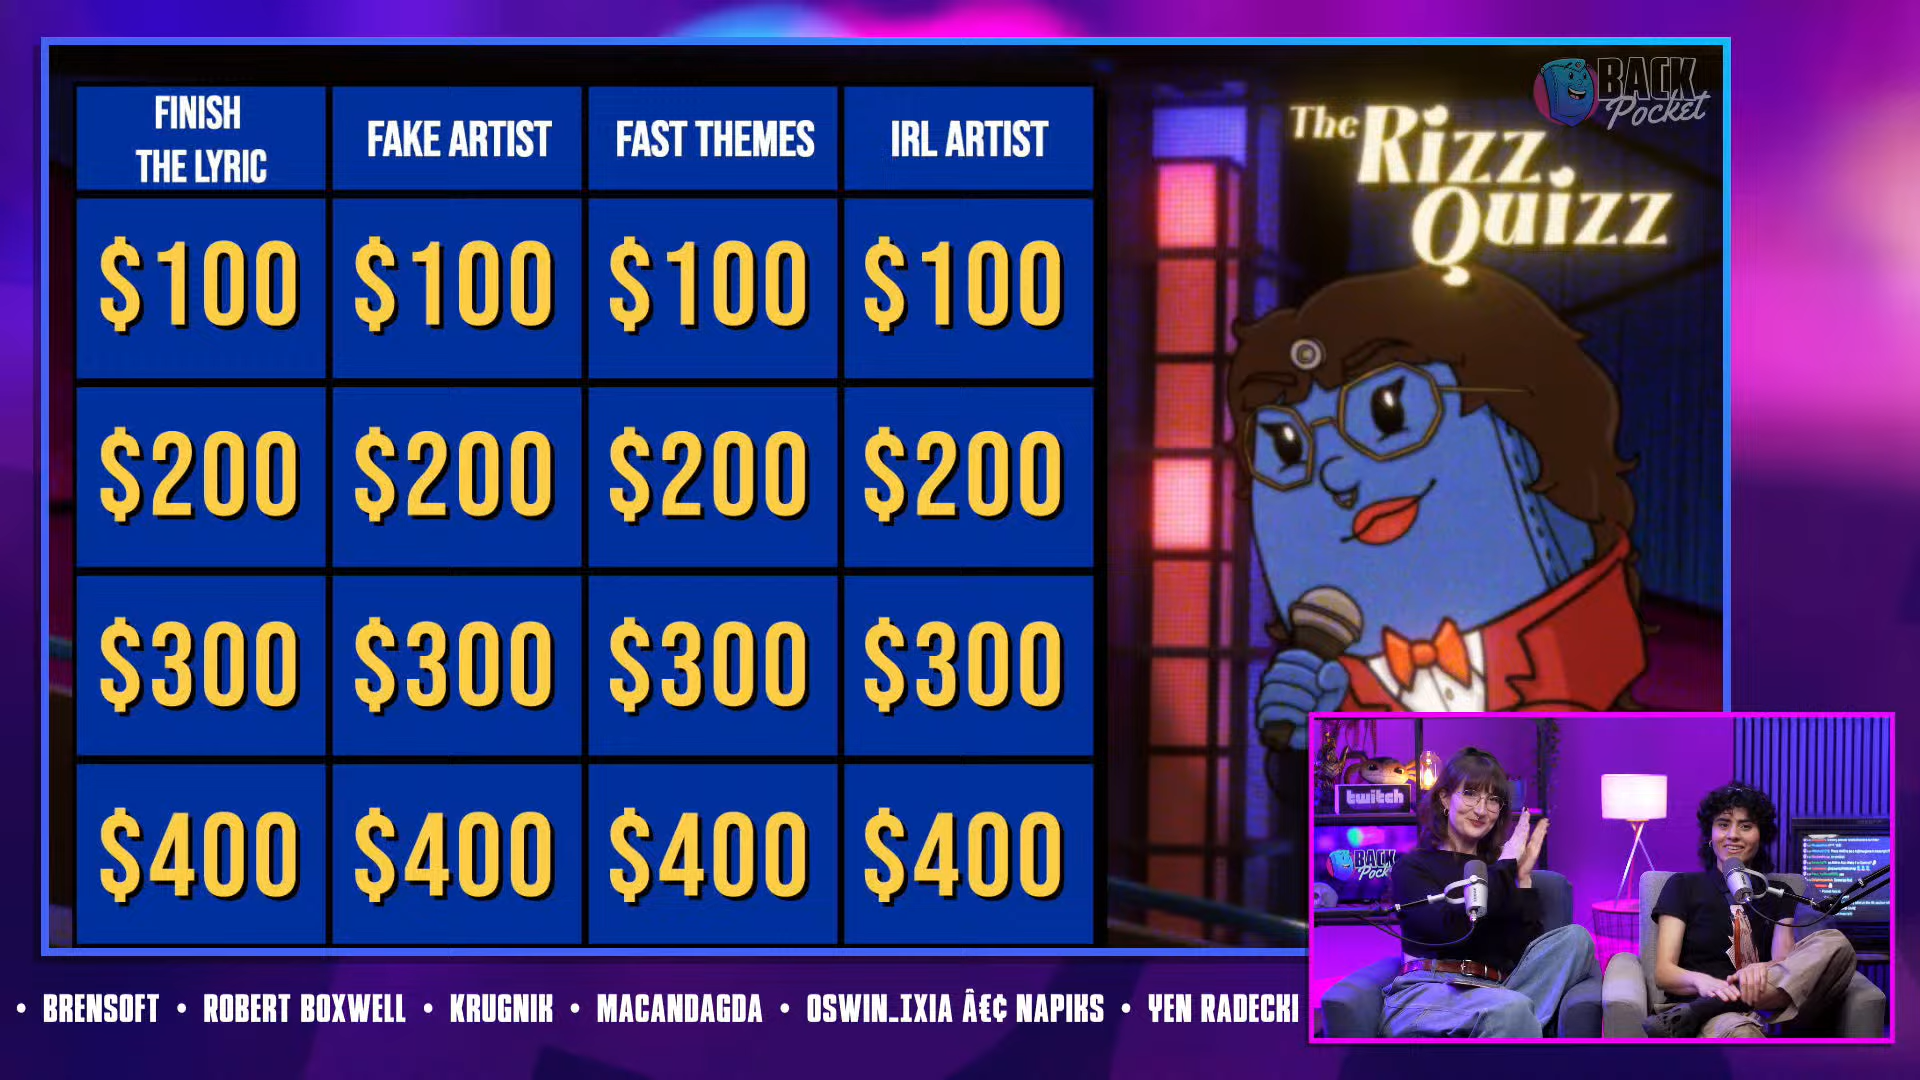 FINISH
THE LYRIC
FAKE ARTIST
FAST THEMES
IRL ARTIST
$100
$100
$100
$100
$200
$200
$200
$200
$300
$300
$300
$300
$400
$400
$400
$400
BACK
Pocket
The Rizz
Quizz
twitch
BACK
• BRENSOFT • ROBERT BOXWELL • KRUGNIK • MACANDAGDA • OSWIN_IXIA Â€¢ NAPIKS • YEN RADECKI